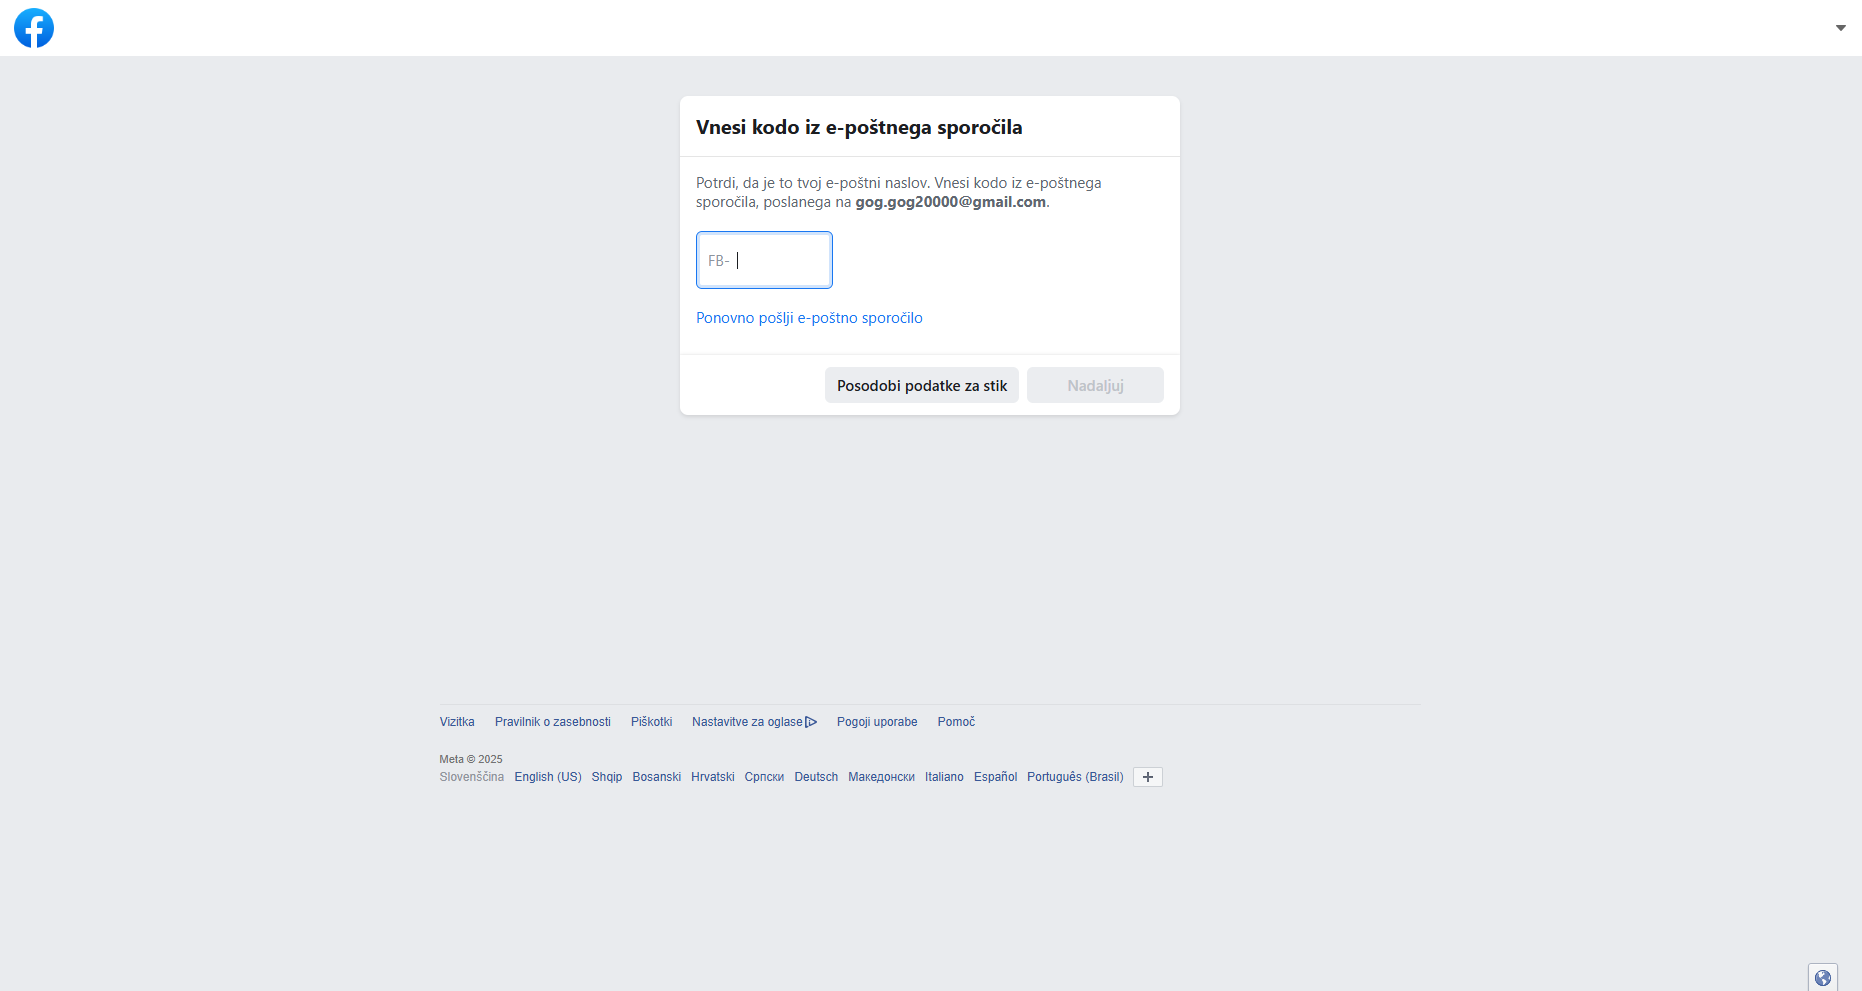 Vnesi kodo iz e-poštnega sporočila
Potrdi, da je to tvoj e-poštni naslov. Vnesi kodo iz e-poštnega
sporočila, poslanega na gog.gog20000@gmail.com.
FB-
Ponovno pošlji e-poštno sporočilo
Posodobi podatke za stik Nadaljuj
Vizitka Pravilnik o zasebnosti Piškotki Nastavitve za oglase Pogoji uporabe Pomoč
Meta © 2025
Slovenščina English (US) Shqip Bosanski Hrvatski Српски Deutsch Македонски Italiano Español Português (Brasil)